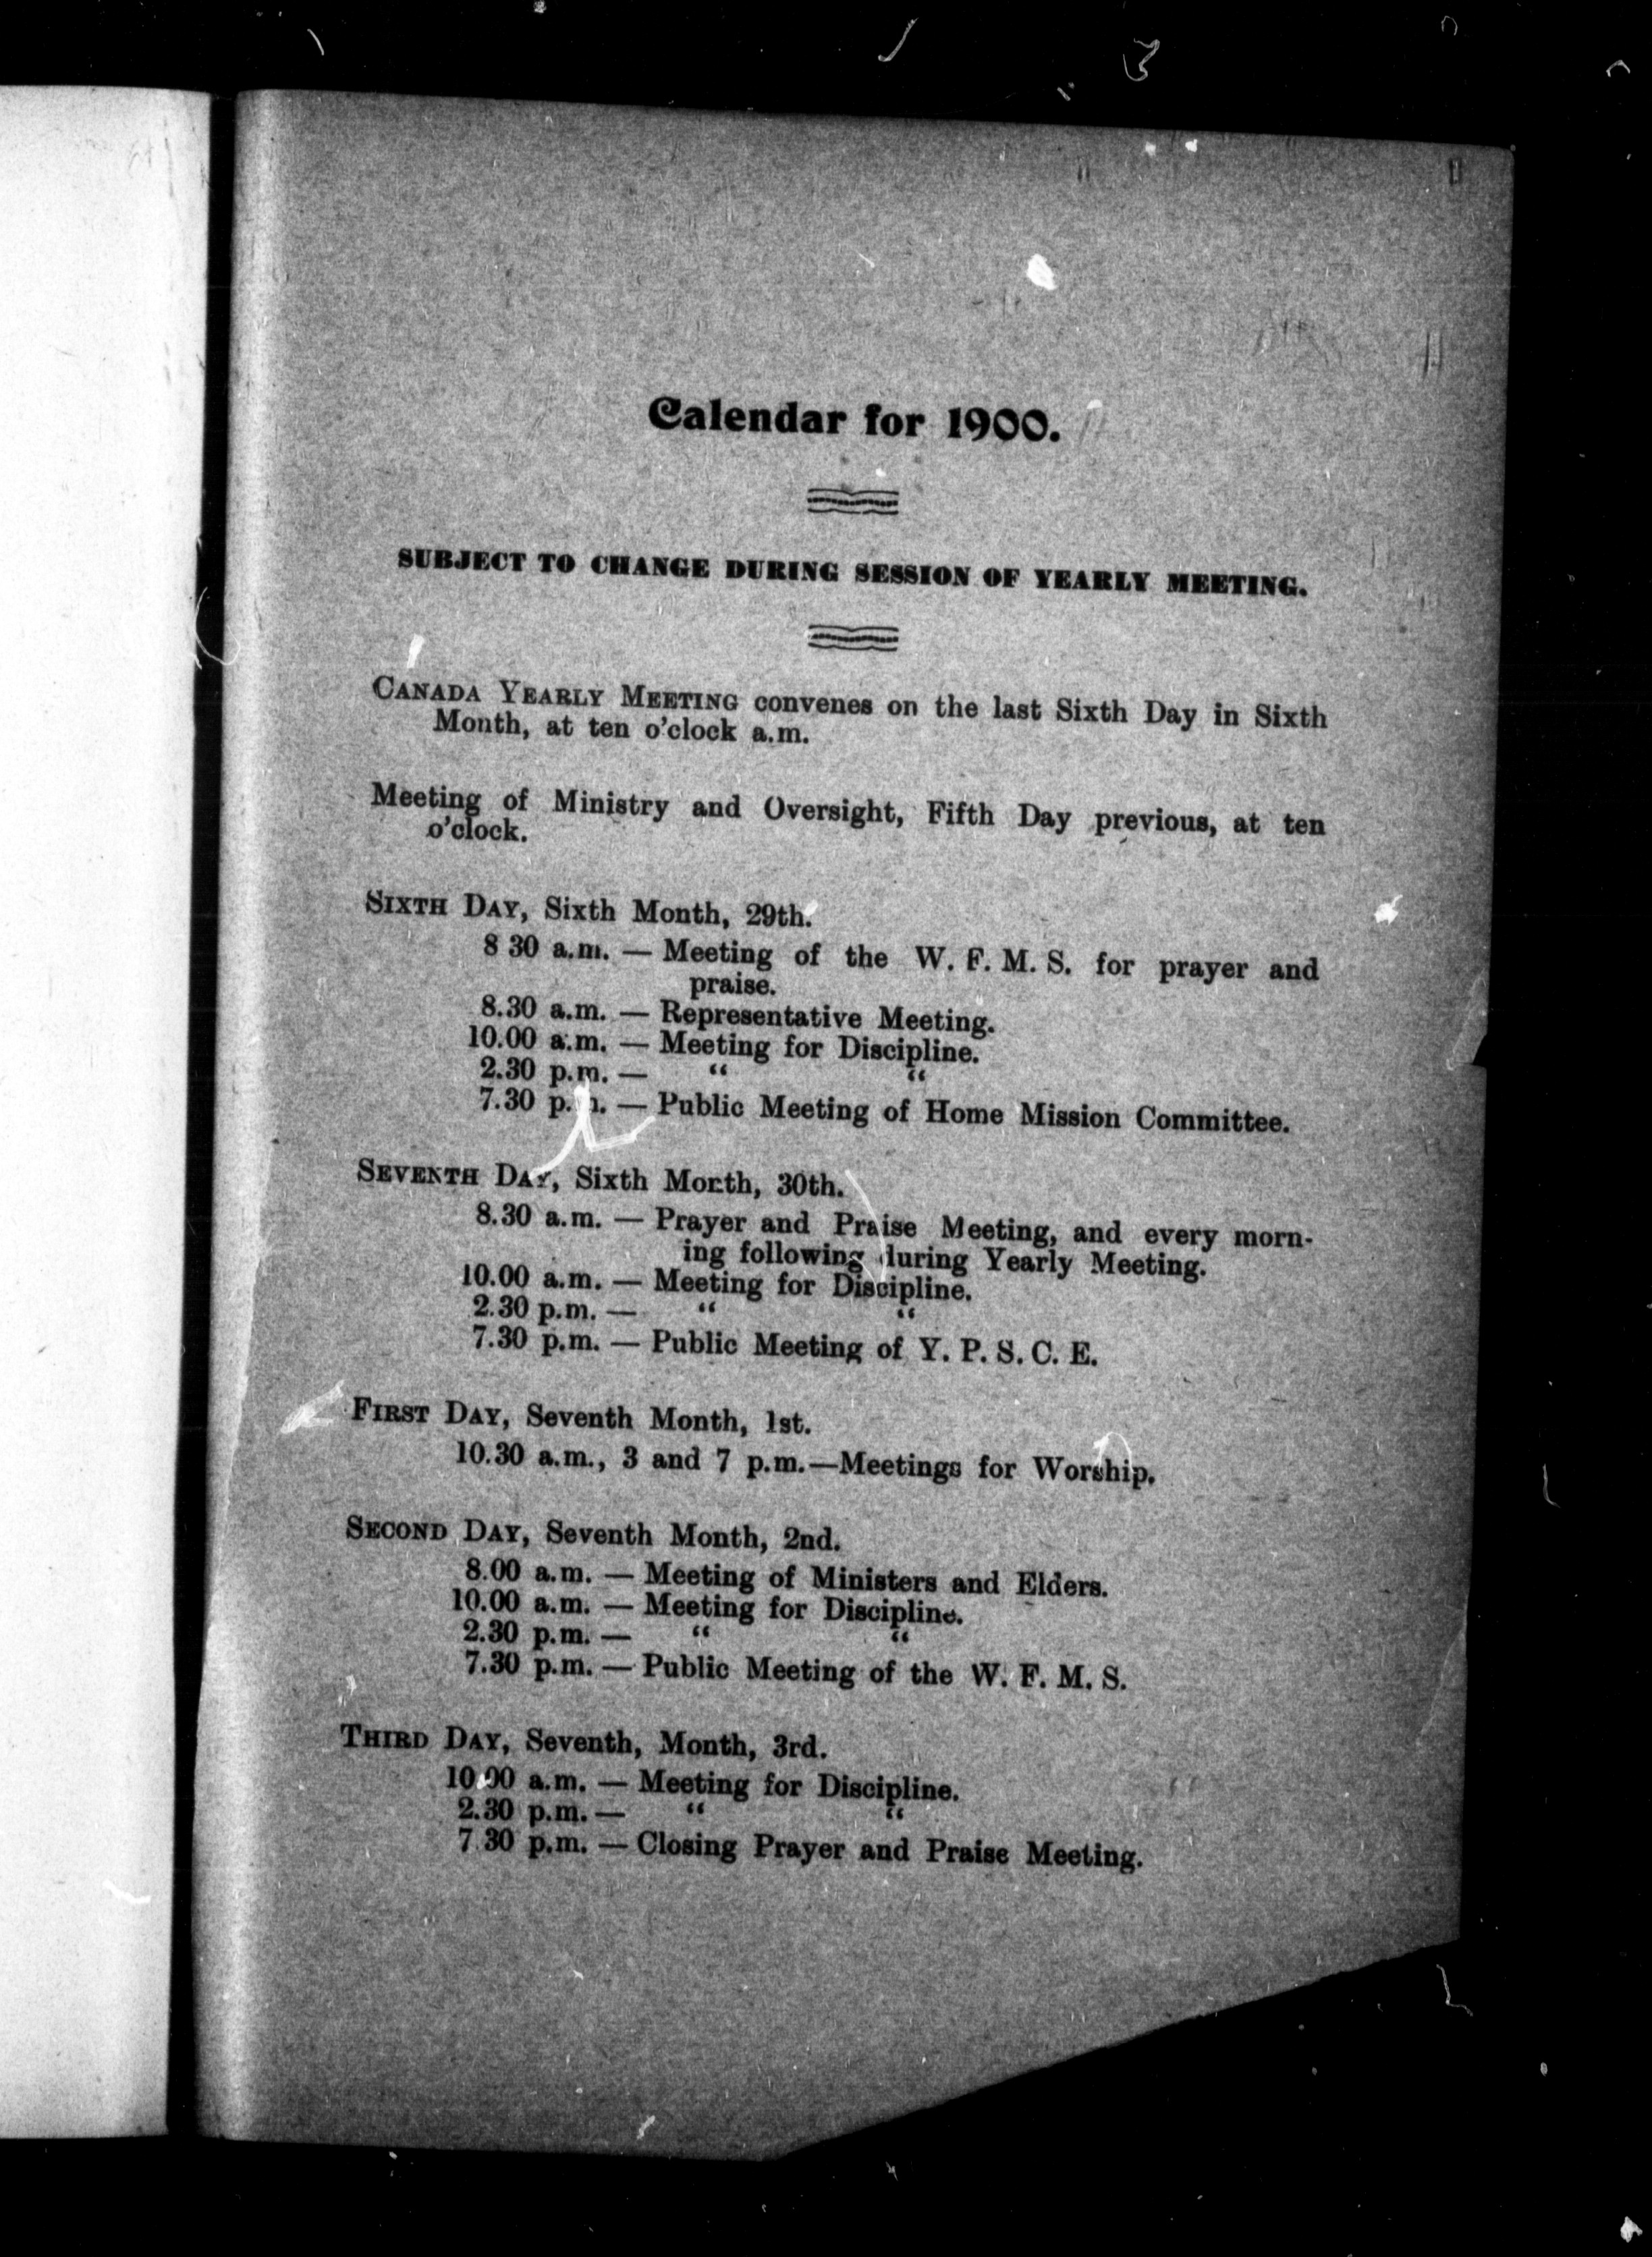 Calendar for 1900.
SUBJECT TO CHANGE DURING SESSION OF YEARLY MEETING.
CANADA YEARLY MEETING convenes on the last Sixth Day in Sixth
Month, at ten o'clock a.m.
Meeting of Ministry and Oversight, Fifth Day previous, at ten
o'clock.
SIXTH DAY, Sixth Month, 29th.
8 30 a.m. — Meeting of the W. F. M. S. for prayer and
praise.
8.30 a.m. — Representative Meeting.
10.00 a.m. — Meeting for Discipline.
2.30 p.m. — “ “
7.30 p.m. — Public Meeting of Home Mission Committee.
SEVENTH DAY, Sixth Month, 30th.
8.30 a.m. — Prayer and Praise Meeting, and every morn-
ing following during Yearly Meeting.
10.00 a.m. — Meeting for Discipline.
2.30 p.m. — “ “
7.30 p.m. — Public Meeting of Y. P. S. C. E.
FIRST DAY, Seventh Month, 1st.
10.30 a.m., 3 and 7 p.m.—Meetings for Worship.
SECOND DAY, Seventh Month, 2nd.
8.00 a.m. — Meeting of Ministers and Elders.
10.00 a.m. — Meeting for Discipline.
2.30 p.m. — “ “
7.30 p.m. — Public Meeting of the W. F. M. S.
THIRD DAY, Seventh, Month, 3rd.
10.00 a.m. — Meeting for Discipline.
2.30 p.m. — “ “
7 30 p.m. — Closing Prayer and Praise Meeting.